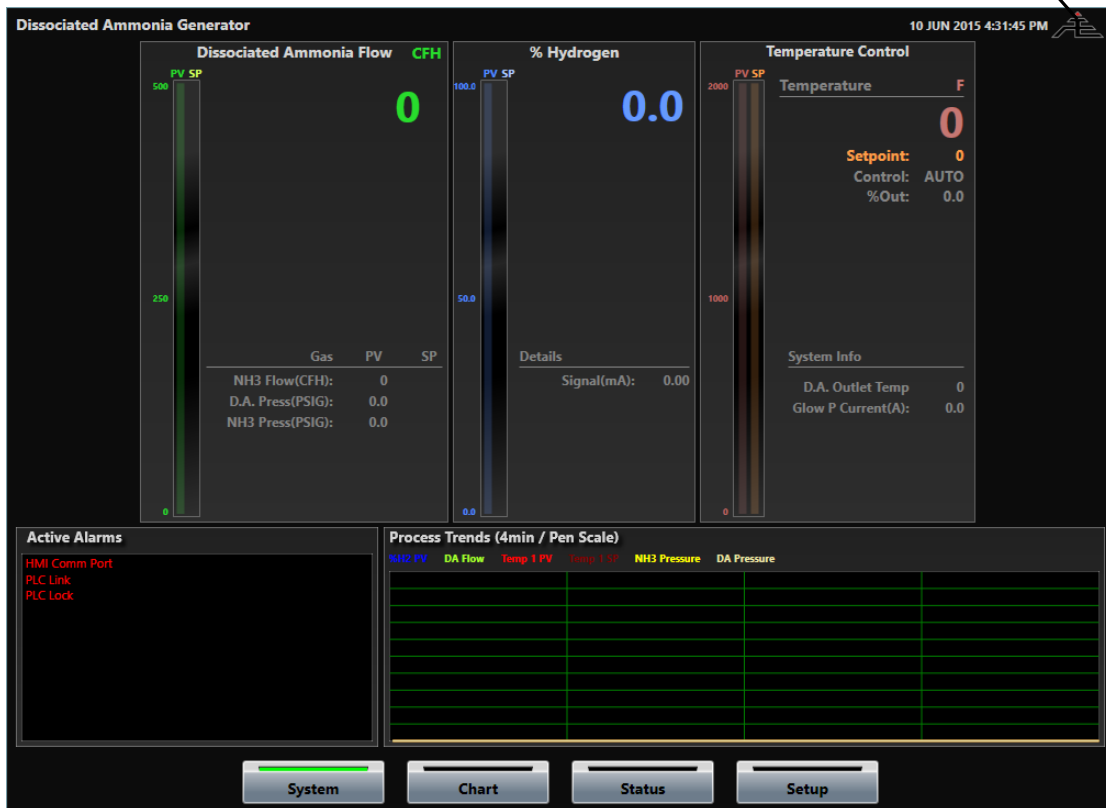 Dissociated Ammonia Generator
10 JUN 2015 4:31:45 PM
Dissociated Ammonia Flow CFH
PV SP
500
0
250
Gas PV SP
NH3 Flow(CFH): 0
D.A. Press(PSIG): 0.0
NH3 Press(PSIG): 0.0
0
% Hydrogen
PV SP
100.0
0.0
50.0
Details
Signal(mA): 0.00
0.0
Temperature Control
PV SP
2000
Temperature F
0
Setpoint: 0
Control: AUTO
%Out: 0.0
1000
System Info
D.A. Outlet Temp 0
Glow P Current(A): 0.0
0
Active Alarms
HMI Comm Port
PLC Link
PLC Lock
Process Trends (4min / Pen Scale)
NH2 PV DA Flow Temp 1 PV Temp 1 SP NH3 Pressure DA Pressure
System Chart Status Setup